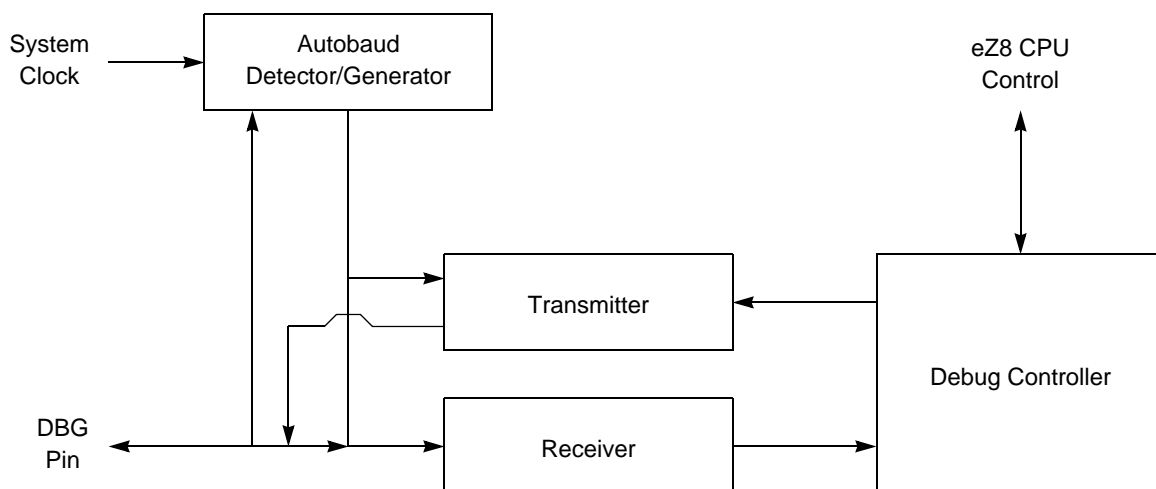 System
Clock
Autobaud
Detector/Generator
eZ8 CPU
Control
Transmitter
Debug Controller
DBG
Pin
Receiver